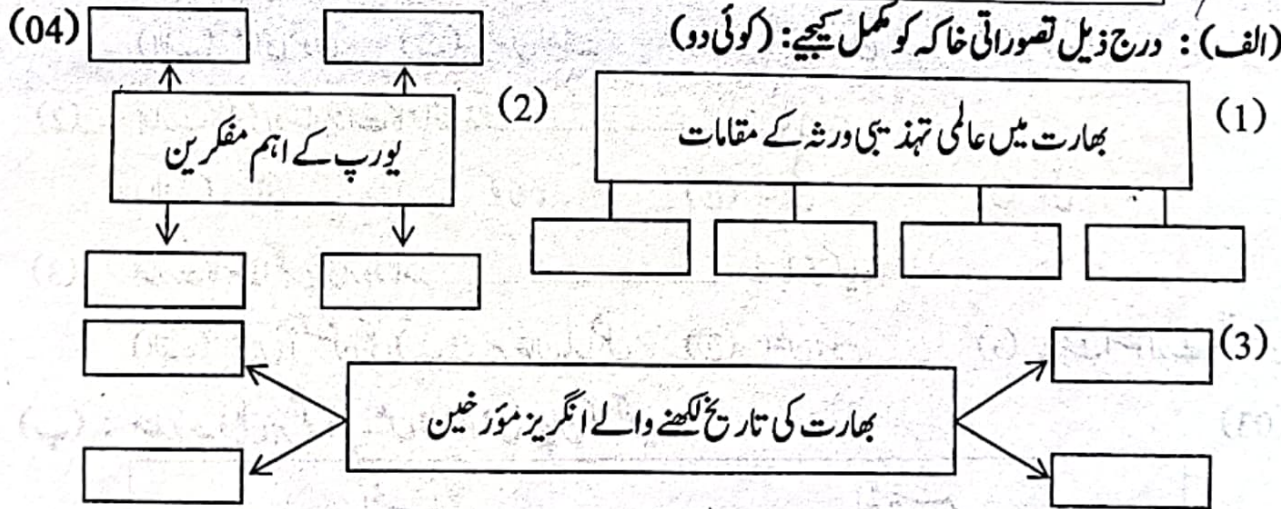 (الف) : درج ذیل تصوراتی خاکہ کو مکمل کیجیے: (کوئی دو) (04)
(1) بھارت میں عالمی تہذیبی ورثہ کے مقامات
(2) یورپ کے اہم مفکرین
(3) بھارت کی تاریخ لکھنے والے انگریز مؤرخین